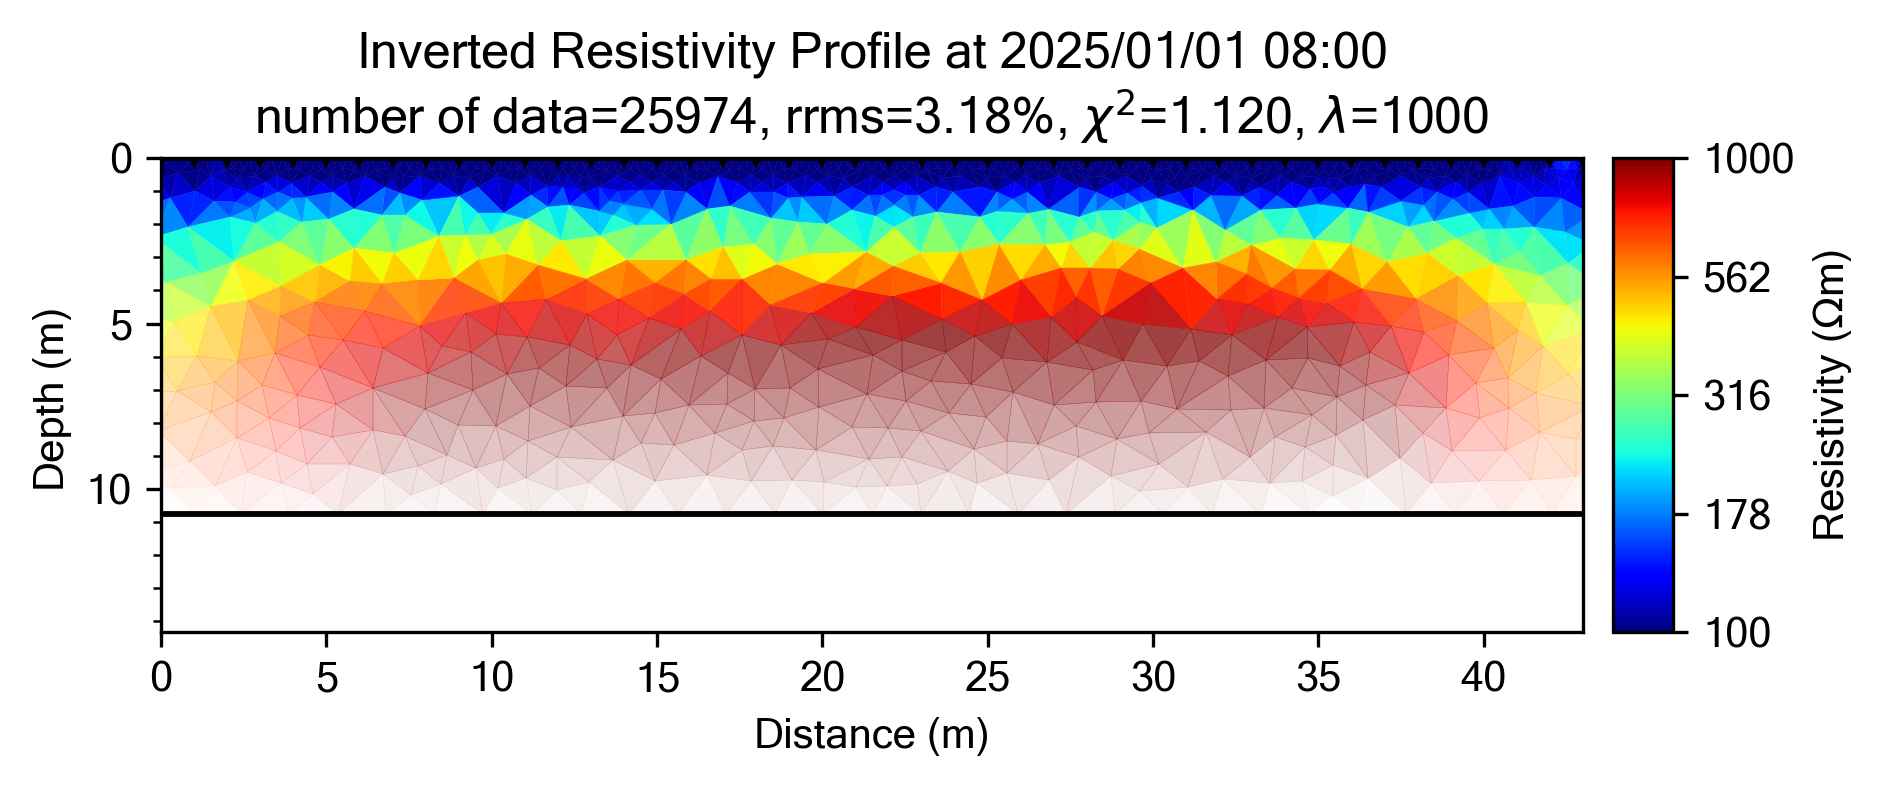 Inverted Resistivity Profile at 2025/01/01 08:00
number of data=25974, rrms=3.18%, χ²=1.120, λ=1000
0
5
10
Depth (m)
0 5 10 15 20 25 30 35 40
Distance (m)
1000
562
316
178
100
Resistivity (Ωm)